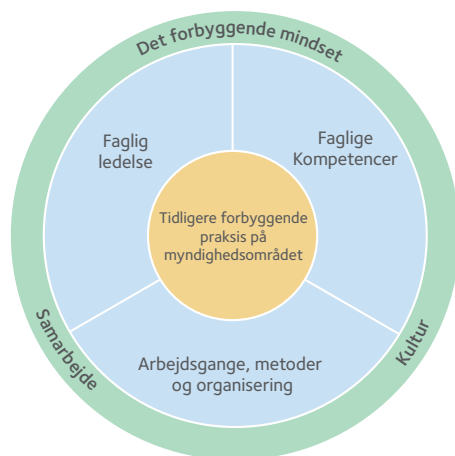 Det forbyggende mindset
Faglig
ledelse
Faglige
Kompetencer
Tidligere forbyggende
praksis på
myndighedsområdet
Arbejdsgange, metoder
og organisering
Samarbejde
Kultur